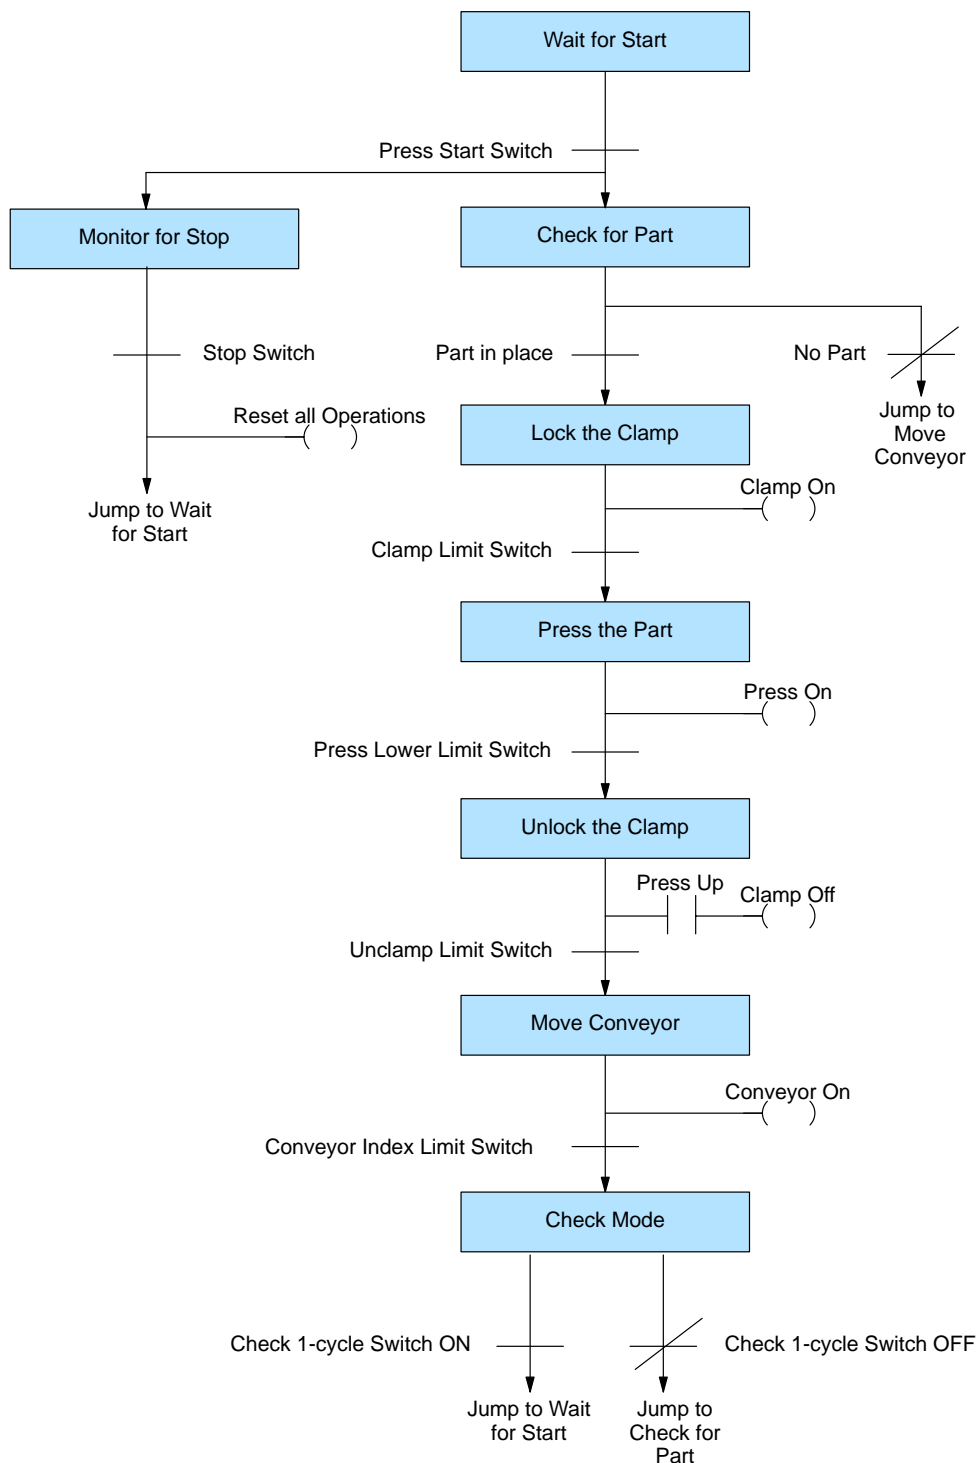 Wait for Start
Press Start Switch
Monitor for Stop
Check for Part
Stop Switch
Part in place
No Part
Jump to
Move
Conveyor
Reset all Operations
Lock the Clamp
Jump to Wait
for Start
Clamp On
Clamp Limit Switch
Press the Part
Press On
Press Lower Limit Switch
Unlock the Clamp
Press Up
Clamp Off
Unclamp Limit Switch
Move Conveyor
Conveyor On
Conveyor Index Limit Switch
Check Mode
Check 1-cycle Switch ON
Check 1-cycle Switch OFF
Jump to Wait
for Start
Jump to
Check for
Part